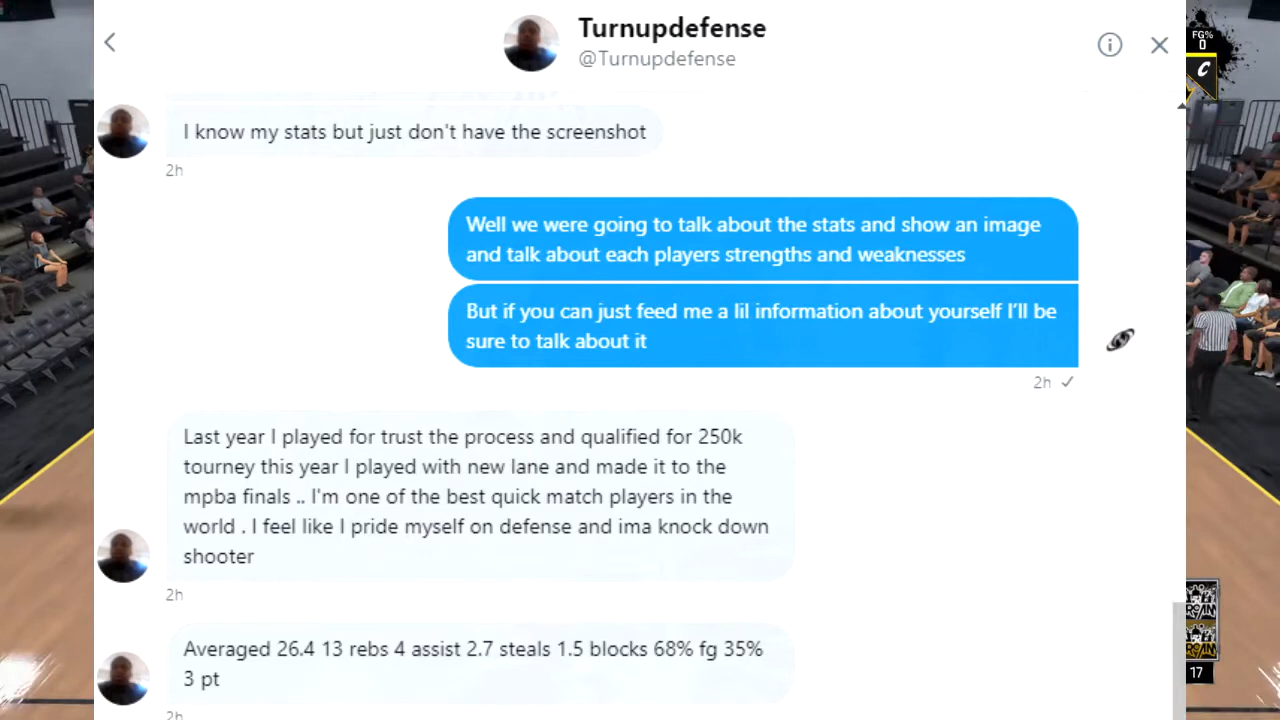 Turnupdefense
@Turnupdefense
FG%
0
C
I know my stats but just don't have the screenshot
2h
Well we were going to talk about the stats and show an image
and talk about each players strengths and weaknesses
But if you can just feed me a lil information about yourself I'll be
sure to talk about it
2h
Last year I played for trust the process and qualified for 250k
tourney this year I played with new lane and made it to the
mpba finals .. I'm one of the best quick match players in the
world . I feel like I pride myself on defense and ima knock down
shooter
2h
Averaged 26.4 13 rebs 4 assist 2.7 steals 1.5 blocks 68% fg 35%
3 pt
17
2h